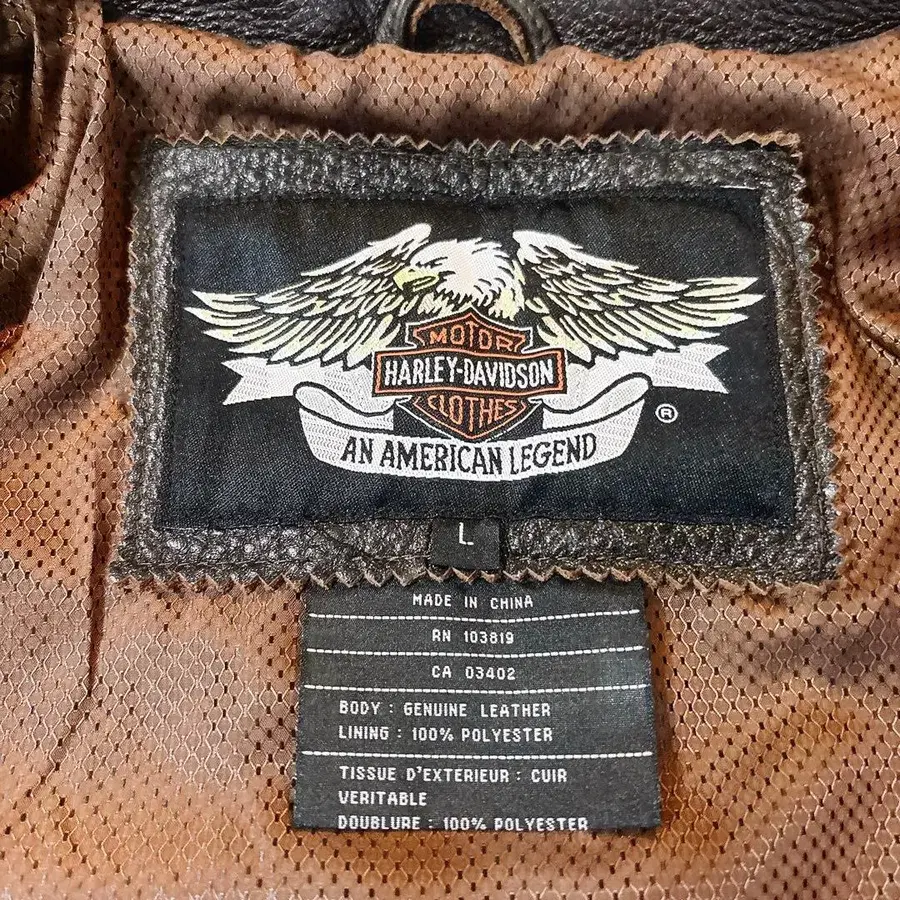 MOTOR
HARLEY-DAVIDSON
CLOTHES
®
AN AMERICAN LEGEND
L
MADE IN CHINA
RN 103819
CA 03402
BODY : GENUINE LEATHER
LINING : 100% POLYESTER
TISSUE D'EXTERIEUR : CUIR
VERITABLE
DOUBLURE : 100% POLYESTER